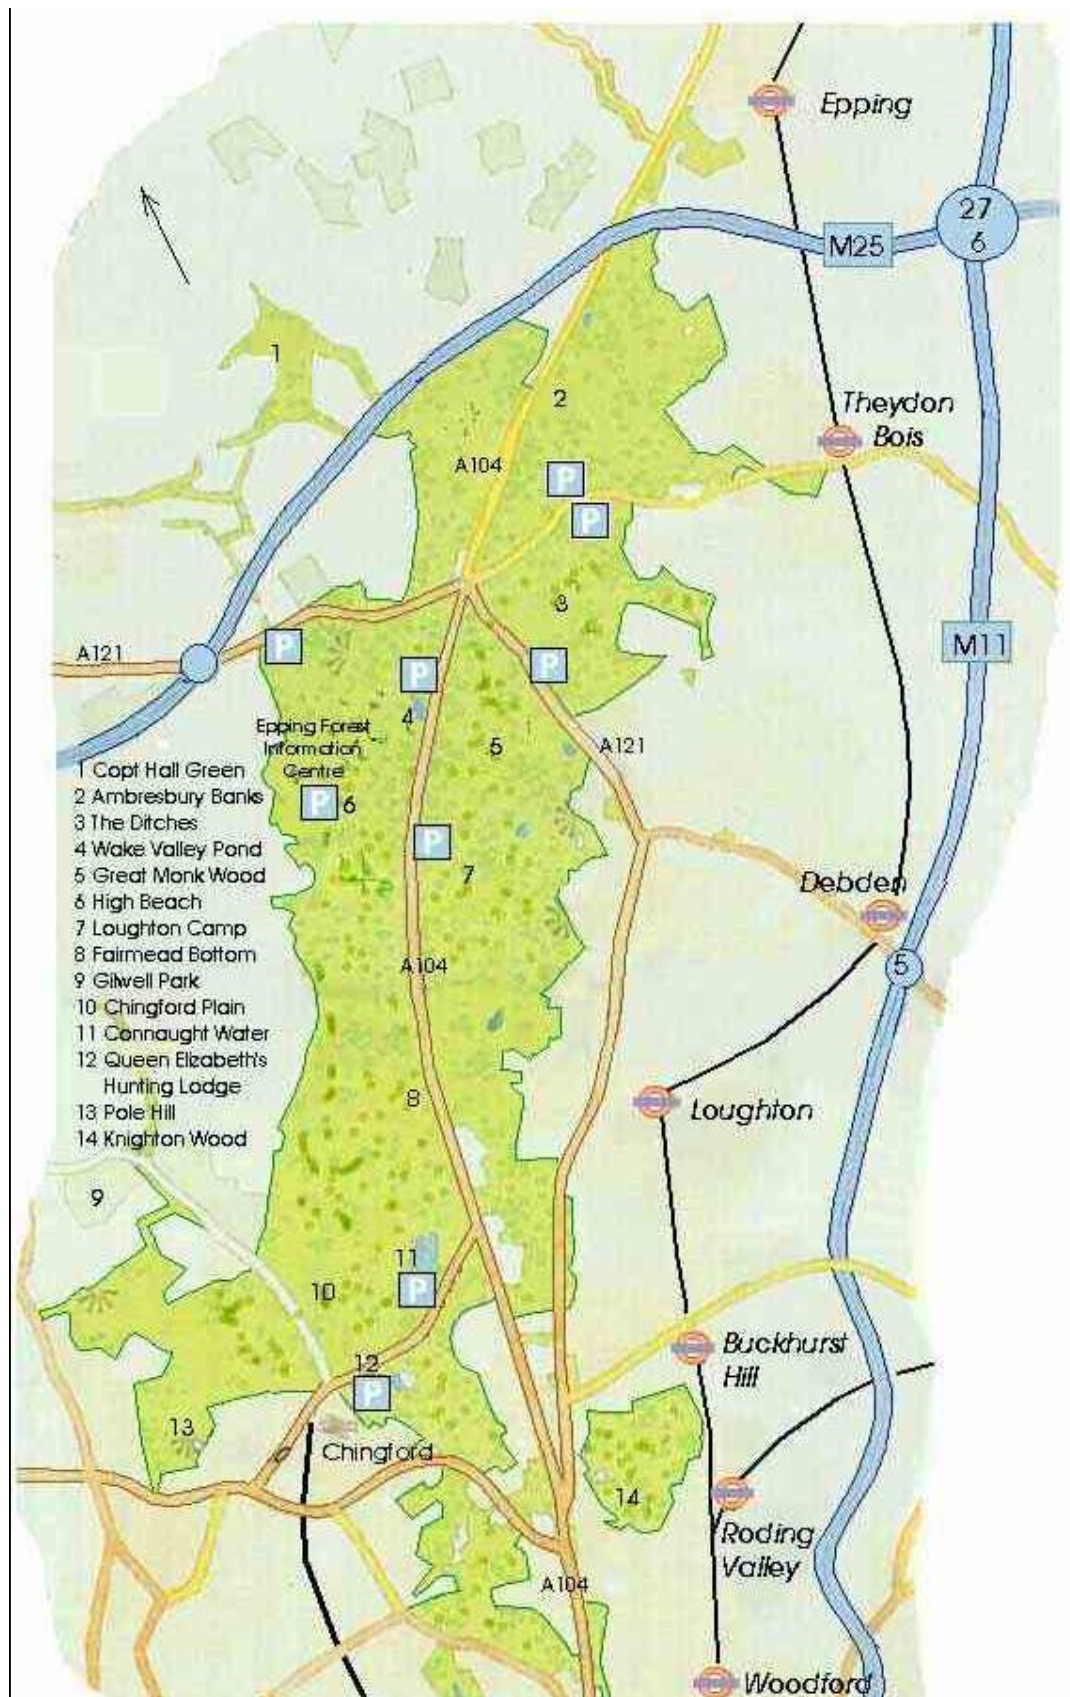 Epping
27
6
M25
1
2
Theydon
Bois
A104
P
P
3
A121
P
P
P
M11
4
5
A121
Epping Forest
Information
Centre
P
6
P
7
1 Copt Hall Green
2 Ambresbury Banks
3 The Ditches
4 Wake Valley Pond
5 Great Monk Wood
6 High Beach
7 Loughton Camp
8 Fairmead Bottom
9 Gilwell Park
10 Chingford Plain
11 Connaught Water
12 Queen Elizabeth's
Hunting Lodge
13 Pole Hill
14 Knighton Wood
Debden
A104
5
8
Loughton
9
11
P
10
Buckhurst
Hill
12
P
13
Chingford
14
Roding
Valley
A104
Woodford